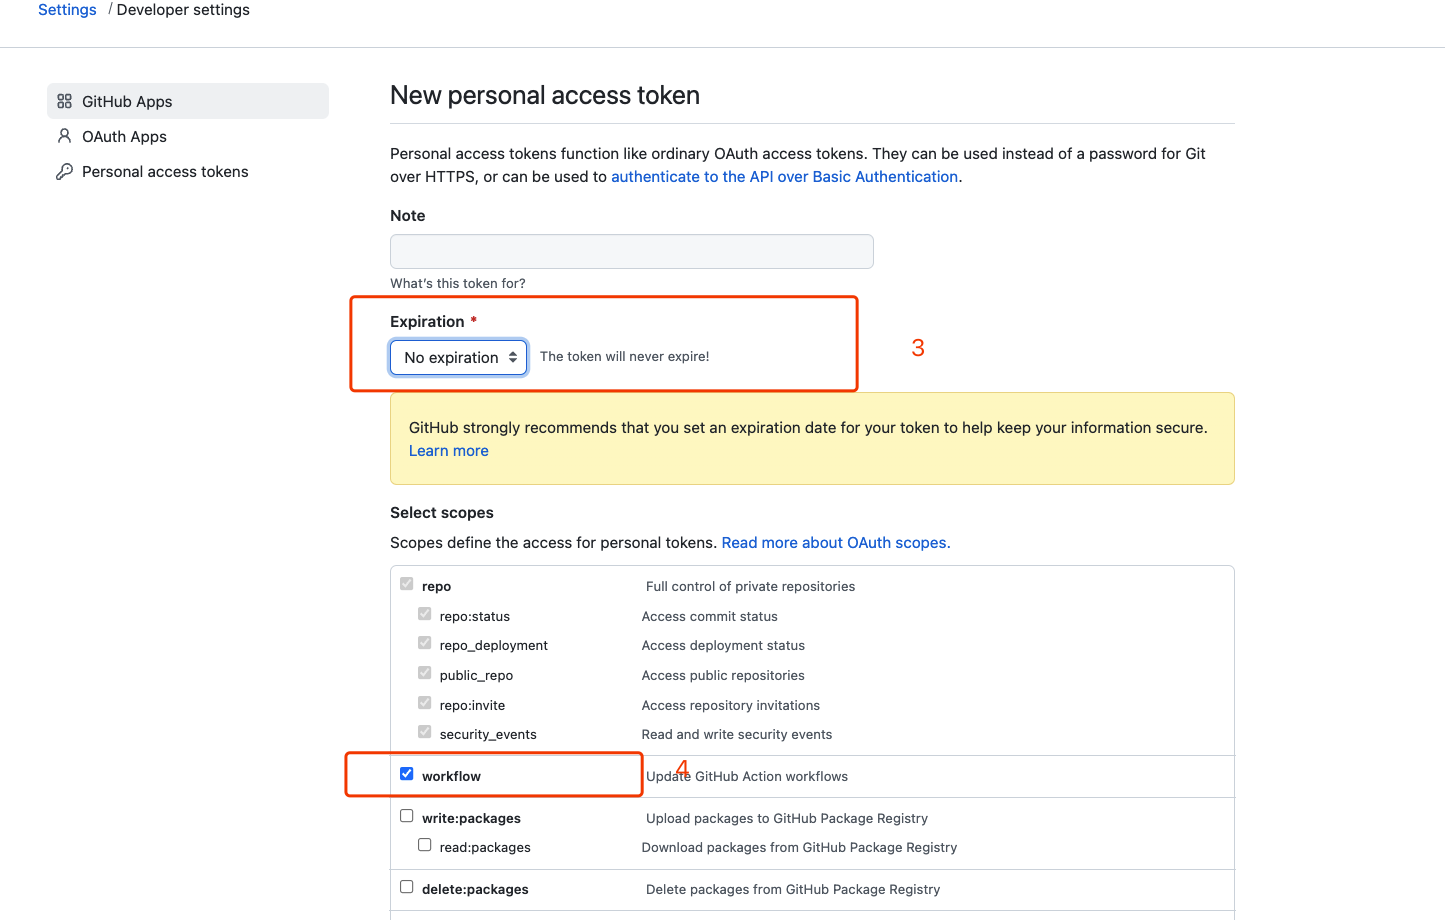 Settings / Developer settings
GitHub Apps
OAuth Apps
Personal access tokens
New personal access token
Personal access tokens function like ordinary OAuth access tokens. They can be used instead of a password for Git
over HTTPS, or can be used to authenticate to the API over Basic Authentication.
Note
What's this token for?
Expiration *
No expiration The token will never expire!
3
GitHub strongly recommends that you set an expiration date for your token to help keep your information secure.
Learn more
Select scopes
Scopes define the access for personal tokens. Read more about OAuth scopes.
repo Full control of private repositories
repo:status Access commit status
repo_deployment Access deployment status
public_repo Access public repositories
repo:invite Access repository invitations
security_events Read and write security events
4
workflow Update GitHub Action workflows
write:packages Upload packages to GitHub Package Registry
read:packages Download packages from GitHub Package Registry
delete:packages Delete packages from GitHub Package Registry